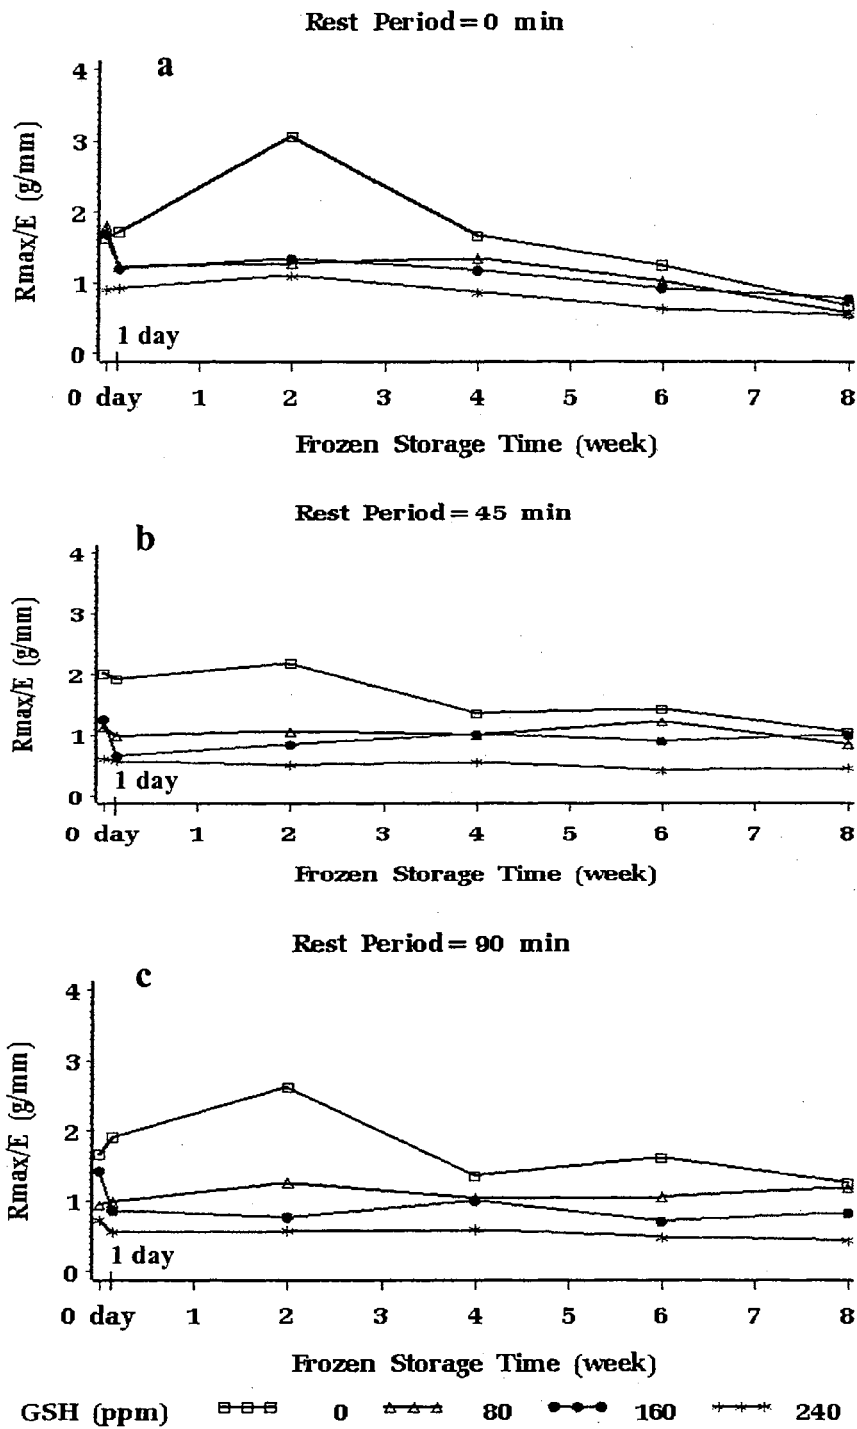 Rest Period=0 min
a
Rmax/E (g/mm)
4
3
2
1
0
1 day
0 day 1 2 3 4 5 6 7 8
Frozen Storage Time (week)
Rest Period=45 min
b
Rmax/E (g/mm)
4
3
2
1
0
1 day
0 day 1 2 3 4 5 6 7 8
Frozen Storage Time (week)
Rest Period=90 min
c
Rmax/E (g/mm)
4
3
2
1
0
1 day
0 day 1 2 3 4 5 6 7 8
Frozen Storage Time (week)
GSH (ppm) 0 80 160 240